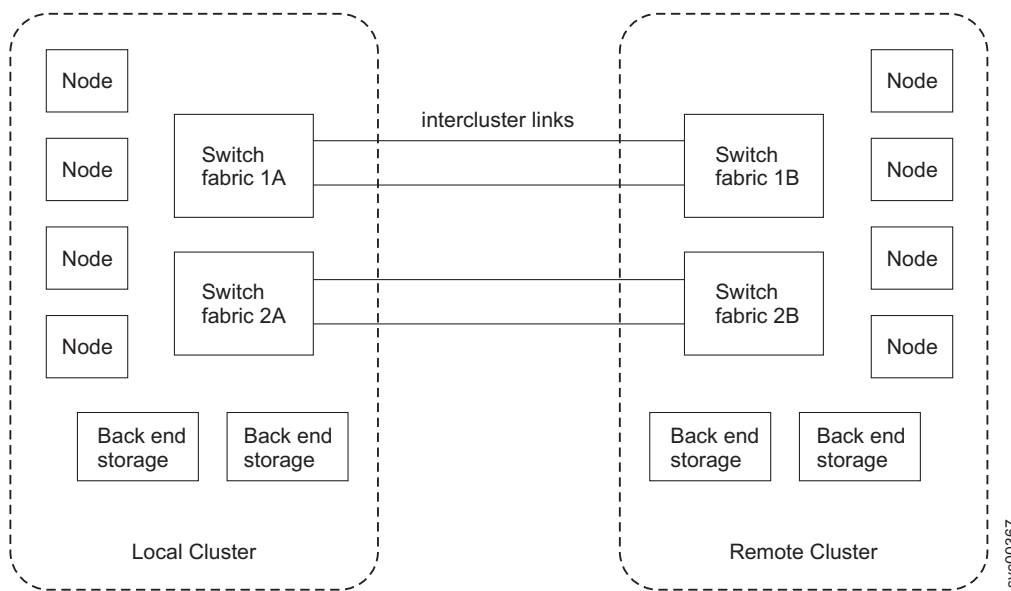 Node
Node
Node
Node
Switch
fabric 1A
Switch
fabric 2A
Back end
storage
Back end
storage
Local Cluster
intercluster links
Switch
fabric 1B
Switch
fabric 2B
Node
Node
Node
Node
Back end
storage
Back end
storage
Remote Cluster
svc00367